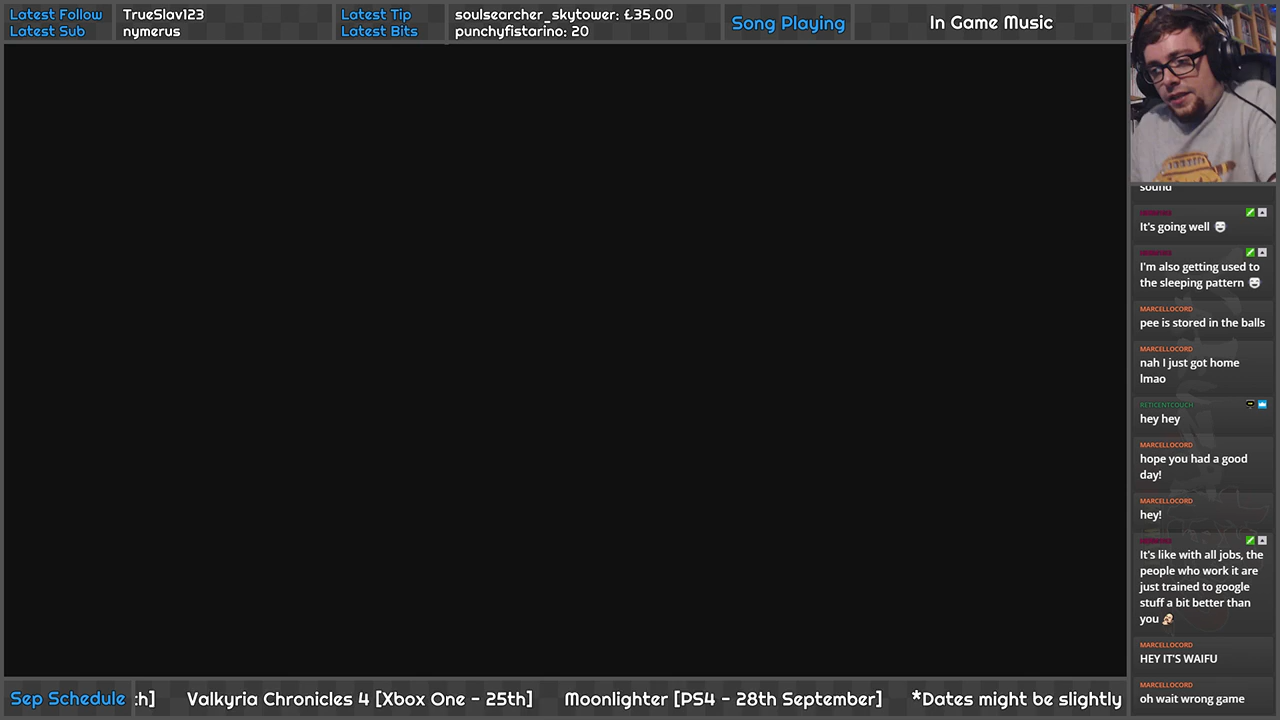 Latest Follow
Latest Sub
TrueSlav123
nymerus
Latest Tip
Latest Bits
soulsearcher_skytower: £35.00
punchyfistarino: 20
Song Playing
In Game Music
sound
It's going well
I'm also getting used to
the sleeping pattern
MARCELLOCORD
pee is stored in the balls
MARCELLOCORD
nah I just got home
lmao
RETICENTCOUCH
hey hey
MARCELLOCORD
hope you had a good
day!
MARCELLOCORD
hey!
It's like with all jobs, the
people who work it are
just trained to google
stuff a bit better than
you
MARCELLOCORD
HEY IT'S WAIFU
MARCELLOCORD
oh wait wrong game
Sep Schedule
:h] Valkyria Chronicles 4 [Xbox One - 25th] Moonlighter [PS4 - 28th September] *Dates might be slightly